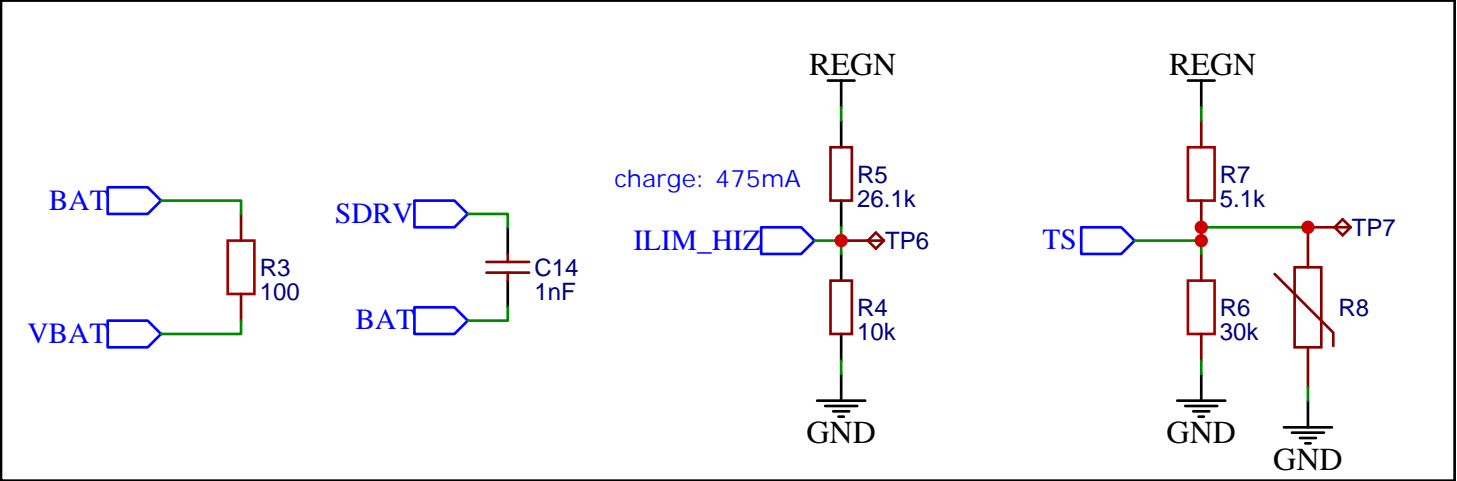 BAT
R3
100
VBAT
SDRV
C14
1nF
BAT
REGN
charge: 475mA
R5
26.1k
ILIM_HIZ
TP6
R4
10k
GND
REGN
R7
5.1k
TS
TP7
R6
30k
R8
GND
GND